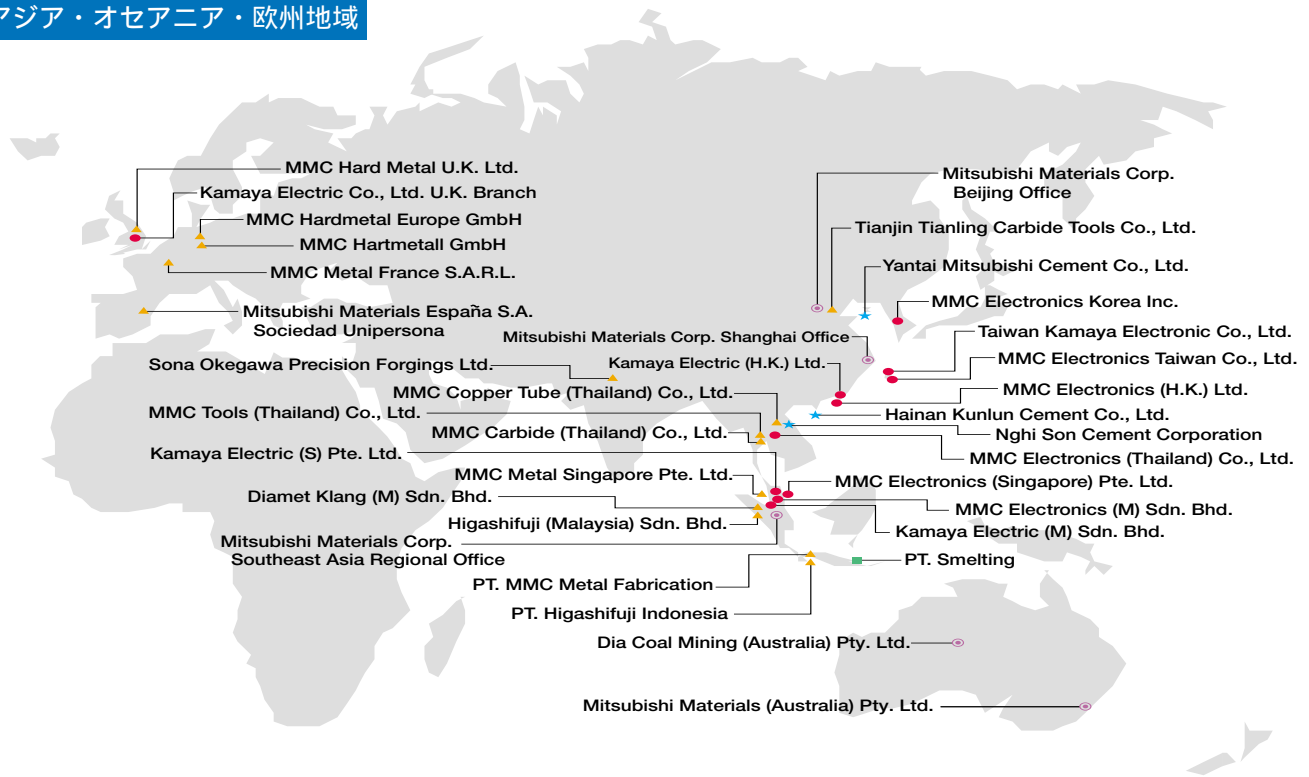 アジア・オセアニア・欧州地域
MMC Hard Metal U.K. Ltd.
Kamaya Electric Co., Ltd. U.K. Branch
MMC Hardmetal Europe GmbH
MMC Hartmetall GmbH
MMC Metal France S.A.R.L.
Mitsubishi Materials España S.A.
Sociedad Unipersona
Mitsubishi Materials Corp.
Beijing Office
Tianjin Tianling Carbide Tools Co., Ltd.
Yantai Mitsubishi Cement Co., Ltd.
MMC Electronics Korea Inc.
Taiwan Kamaya Electronic Co., Ltd.
Mitsubishi Materials Corp. Shanghai Office
MMC Electronics Taiwan Co., Ltd.
Sona Okegawa Precision Forgings Ltd.
Kamaya Electric (H.K.) Ltd.
MMC Electronics (H.K.) Ltd.
MMC Copper Tube (Thailand) Co., Ltd.
MMC Tools (Thailand) Co., Ltd.
Hainan Kunlun Cement Co., Ltd.
MMC Carbide (Thailand) Co., Ltd.
Nghi Son Cement Corporation
Kamaya Electric (S) Pte. Ltd.
MMC Electronics (Thailand) Co., Ltd.
MMC Metal Singapore Pte. Ltd.
MMC Electronics (Singapore) Pte. Ltd.
Diamet Klang (M) Sdn. Bhd.
MMC Electronics (M) Sdn. Bhd.
Higashifuji (Malaysia) Sdn. Bhd.
Kamaya Electric (M) Sdn. Bhd.
Mitsubishi Materials Corp.
Southeast Asia Regional Office
PT. Smelting
PT. MMC Metal Fabrication
PT. Higashifuji Indonesia
Dia Coal Mining (Australia) Pty. Ltd.
Mitsubishi Materials (Australia) Pty. Ltd.